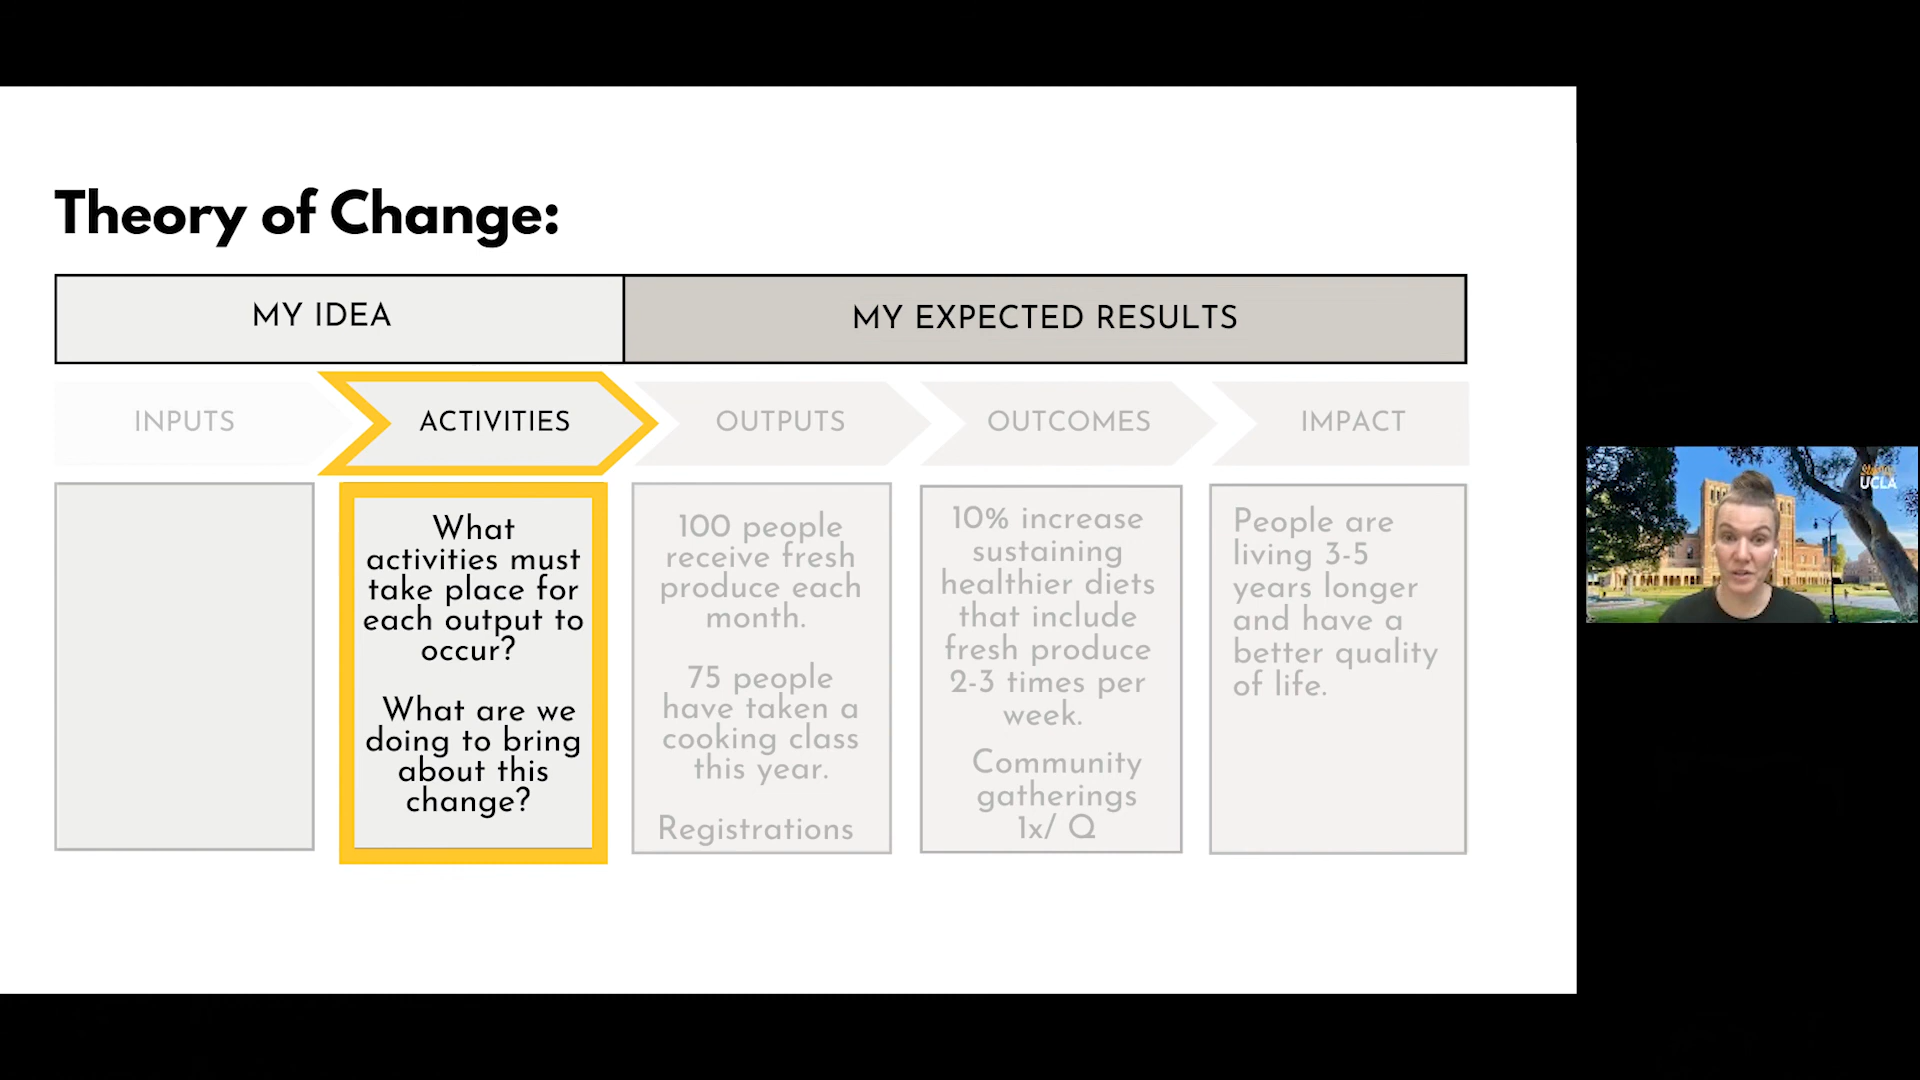 Theory of Change:
MY IDEA
MY EXPECTED RESULTS
INPUTS
ACTIVITIES
OUTPUTS
OUTCOMES
IMPACT
What
activities must
take place for
each output to
occur?
What are we
doing to bring
about this
change?
100 people
receive fresh
produce each
month.
75 people
have taken a
cooking class
this year.
Registrations
10% increase
sustaining
healthier diets
that include
fresh produce
2-3 times per
week.
Community
gatherings
1x/ Q
People are
living 3-5
years longer
and have a
better quality
of life.
UCLA